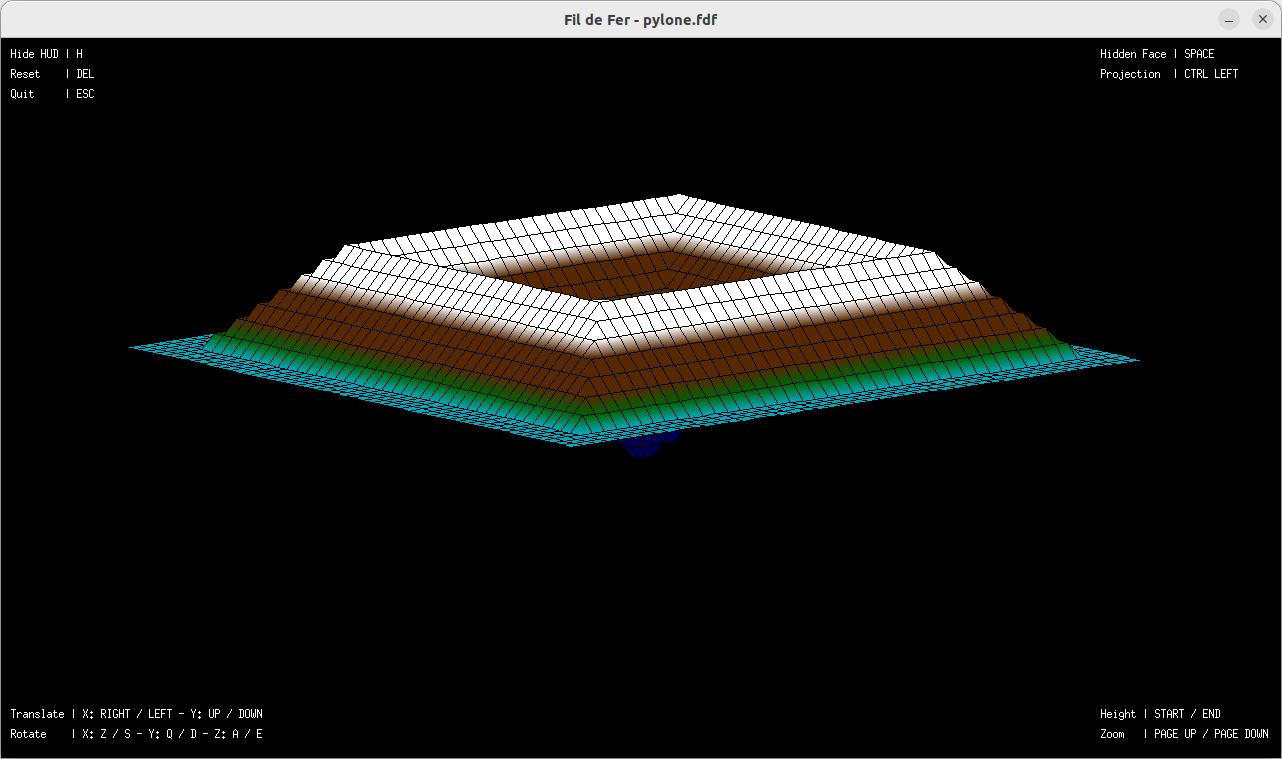 Fil de Fer - pylone.fdf
Hide HUD | H
Reset | DEL
Quit | ESC
Hidden Face | SPACE
Projection | CTRL LEFT
Translate | X: RIGHT / LEFT - Y: UP / DOWN
Rotate | X: Z / S - Y: Q / D - Z: A / E
Height | START / END
Zoom | PAGE UP / PAGE DOWN